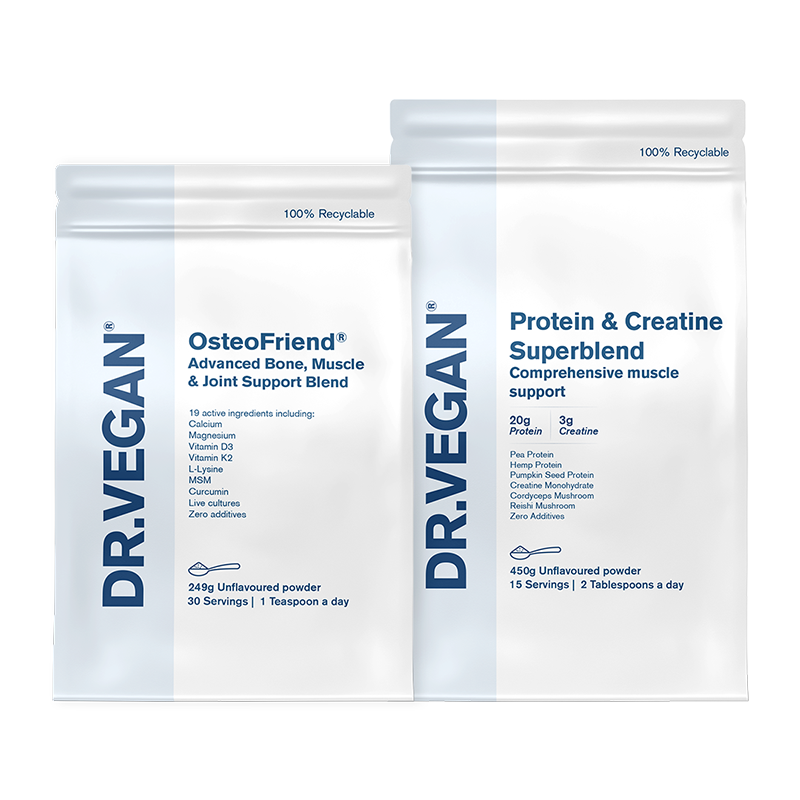 100% Recyclable
DR.VEGAN®
OsteoFriend®
Advanced Bone, Muscle
& Joint Support Blend
19 active ingredients including:
Calcium
Magnesium
Vitamin D3
Vitamin K2
L-Lysine
MSM
Curcumin
Live cultures
Zero additives
249g Unflavoured powder
30 Servings | 1 Teaspoon a day
100% Recyclable
DR.VEGAN®
Protein & Creatine
Superblend
Comprehensive muscle
support
20g 3g
Protein Creatine
Pea Protein
Hemp Protein
Pumpkin Seed Protein
Creatine Monohydrate
Cordyceps Mushroom
Reishi Mushroom
Zero Additives
450g Unflavoured powder
15 Servings | 2 Tablespoons a day